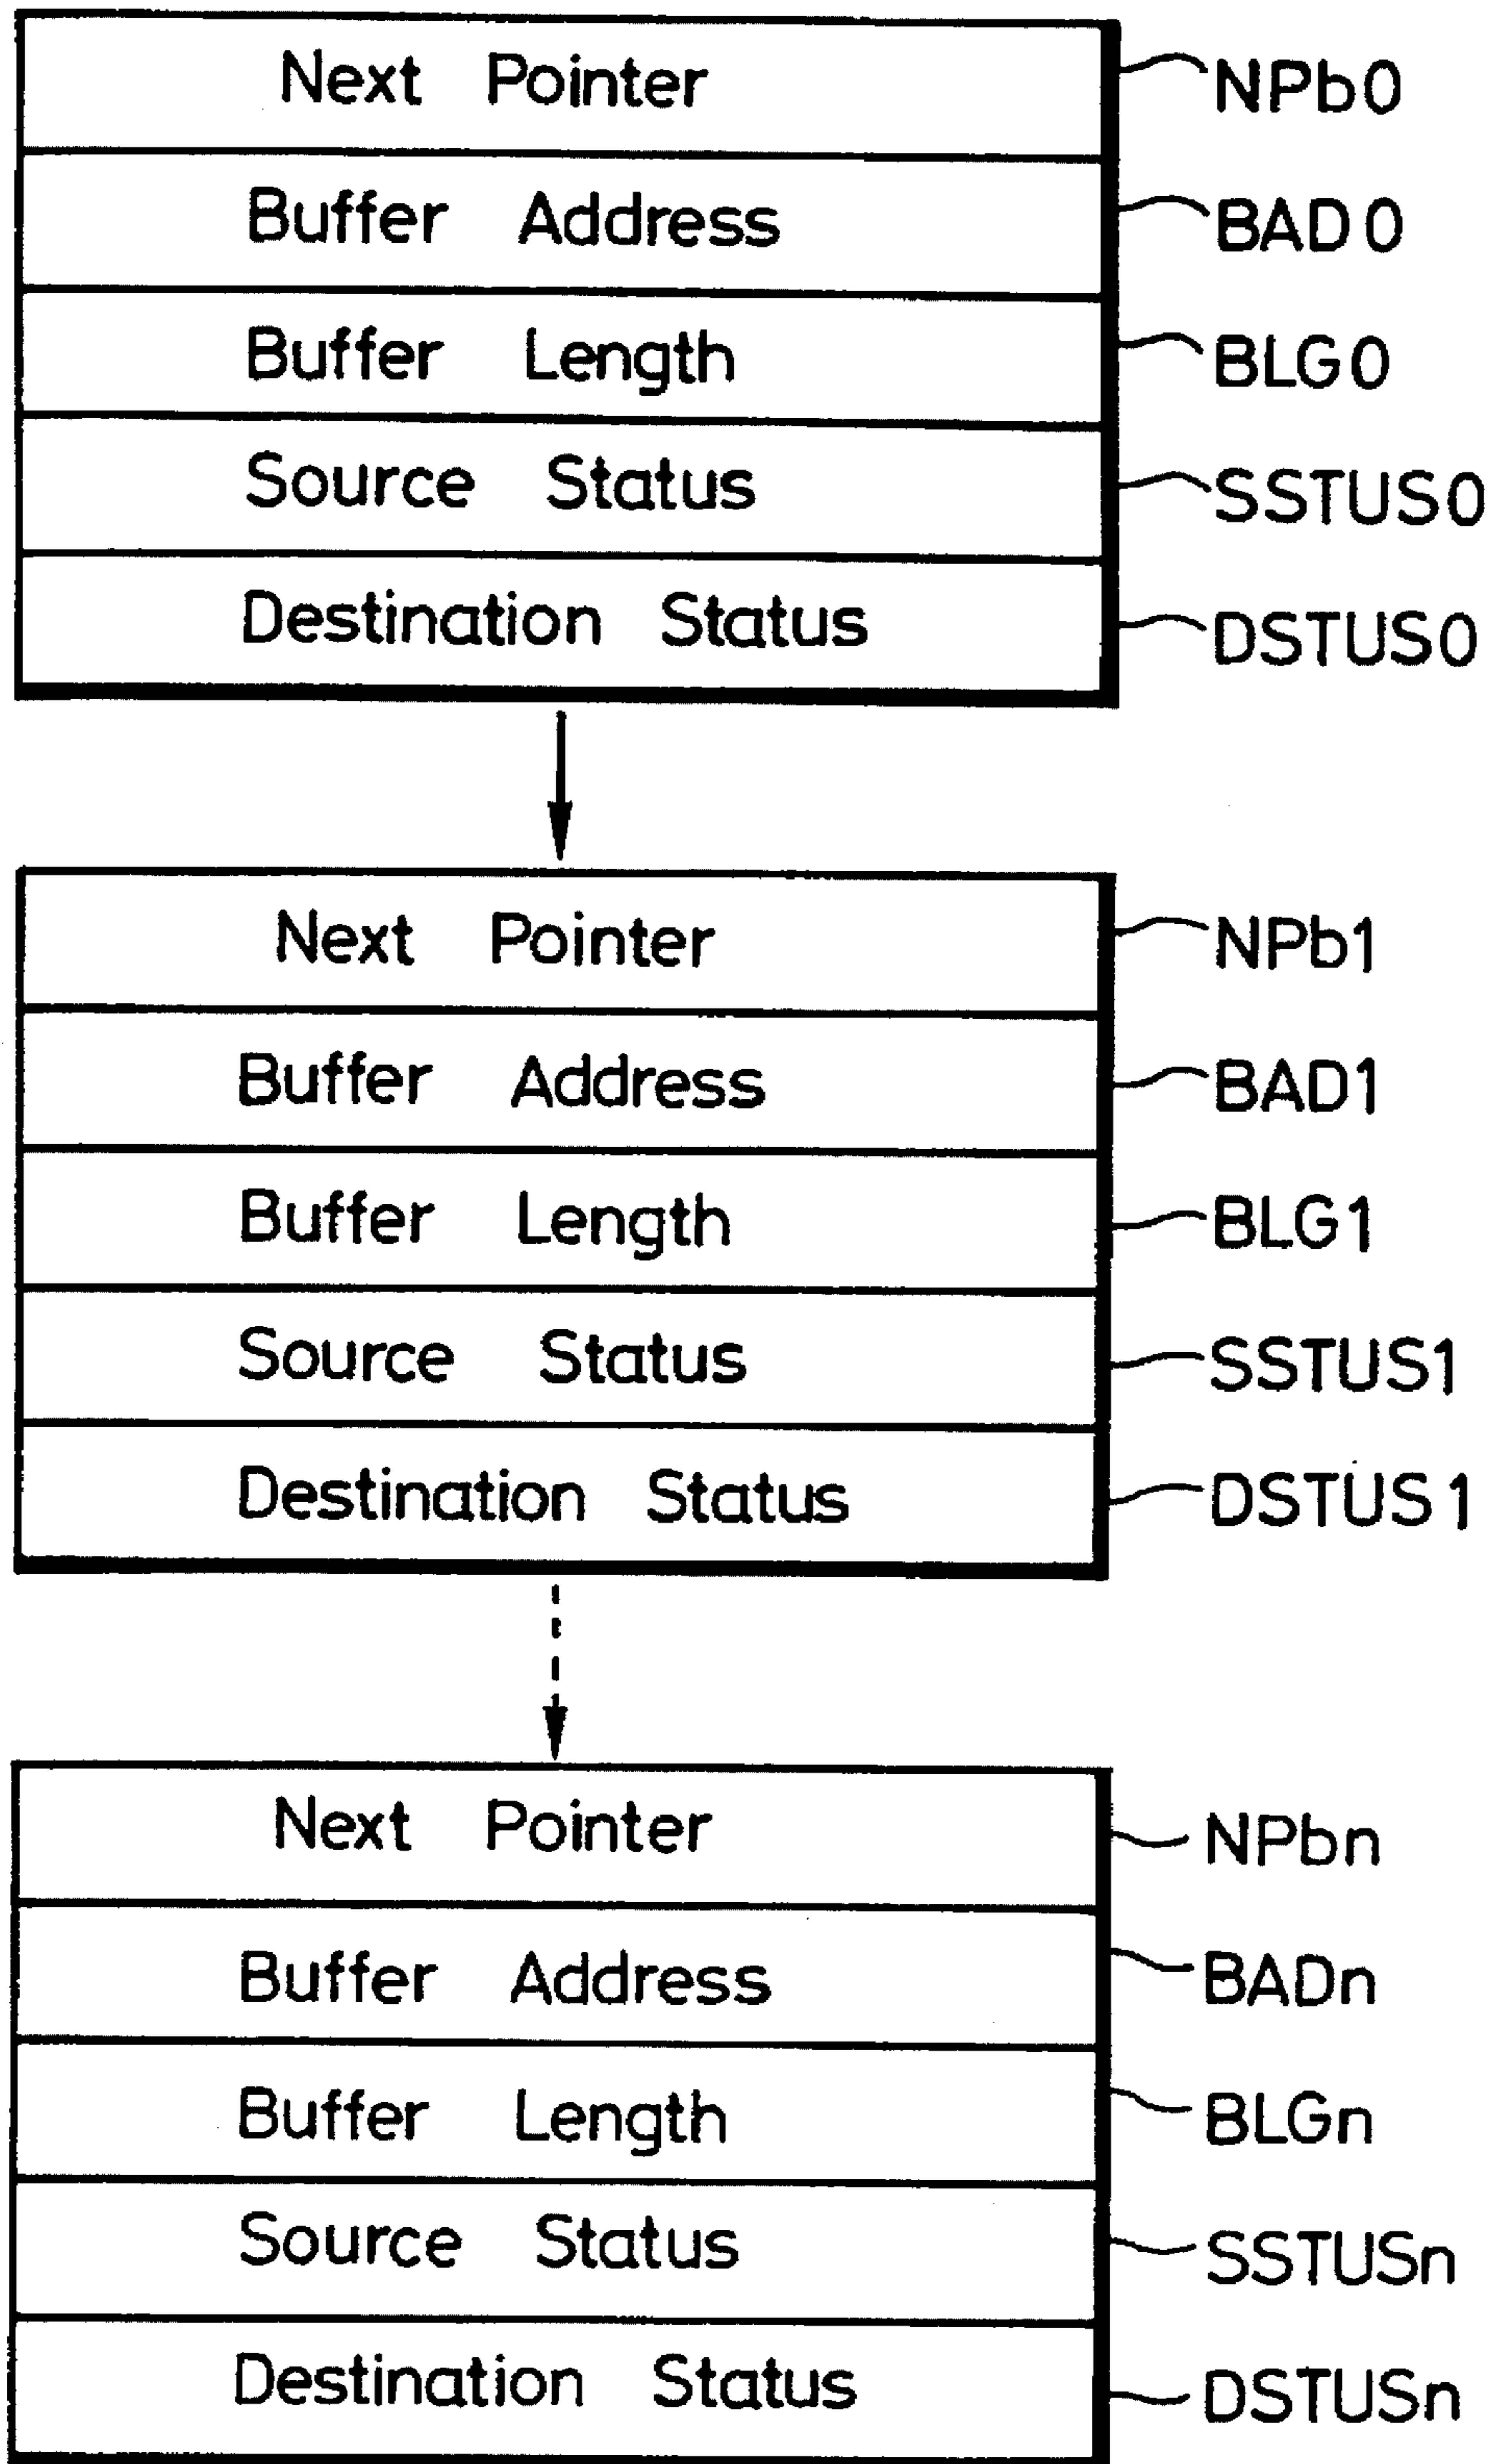 Next Pointer NPb0
Buffer Address BAD0
Buffer Length BLG0
Source Status SSTUS0
Destination Status DSTUS0
Next Pointer NPb1
Buffer Address BAD1
Buffer Length BLG1
Source Status SSTUS1
Destination Status DSTUS1
Next Pointer NPbn
Buffer Address BADn
Buffer Length BLGn
Source Status SSTUSn
Destination Status DSTUSn